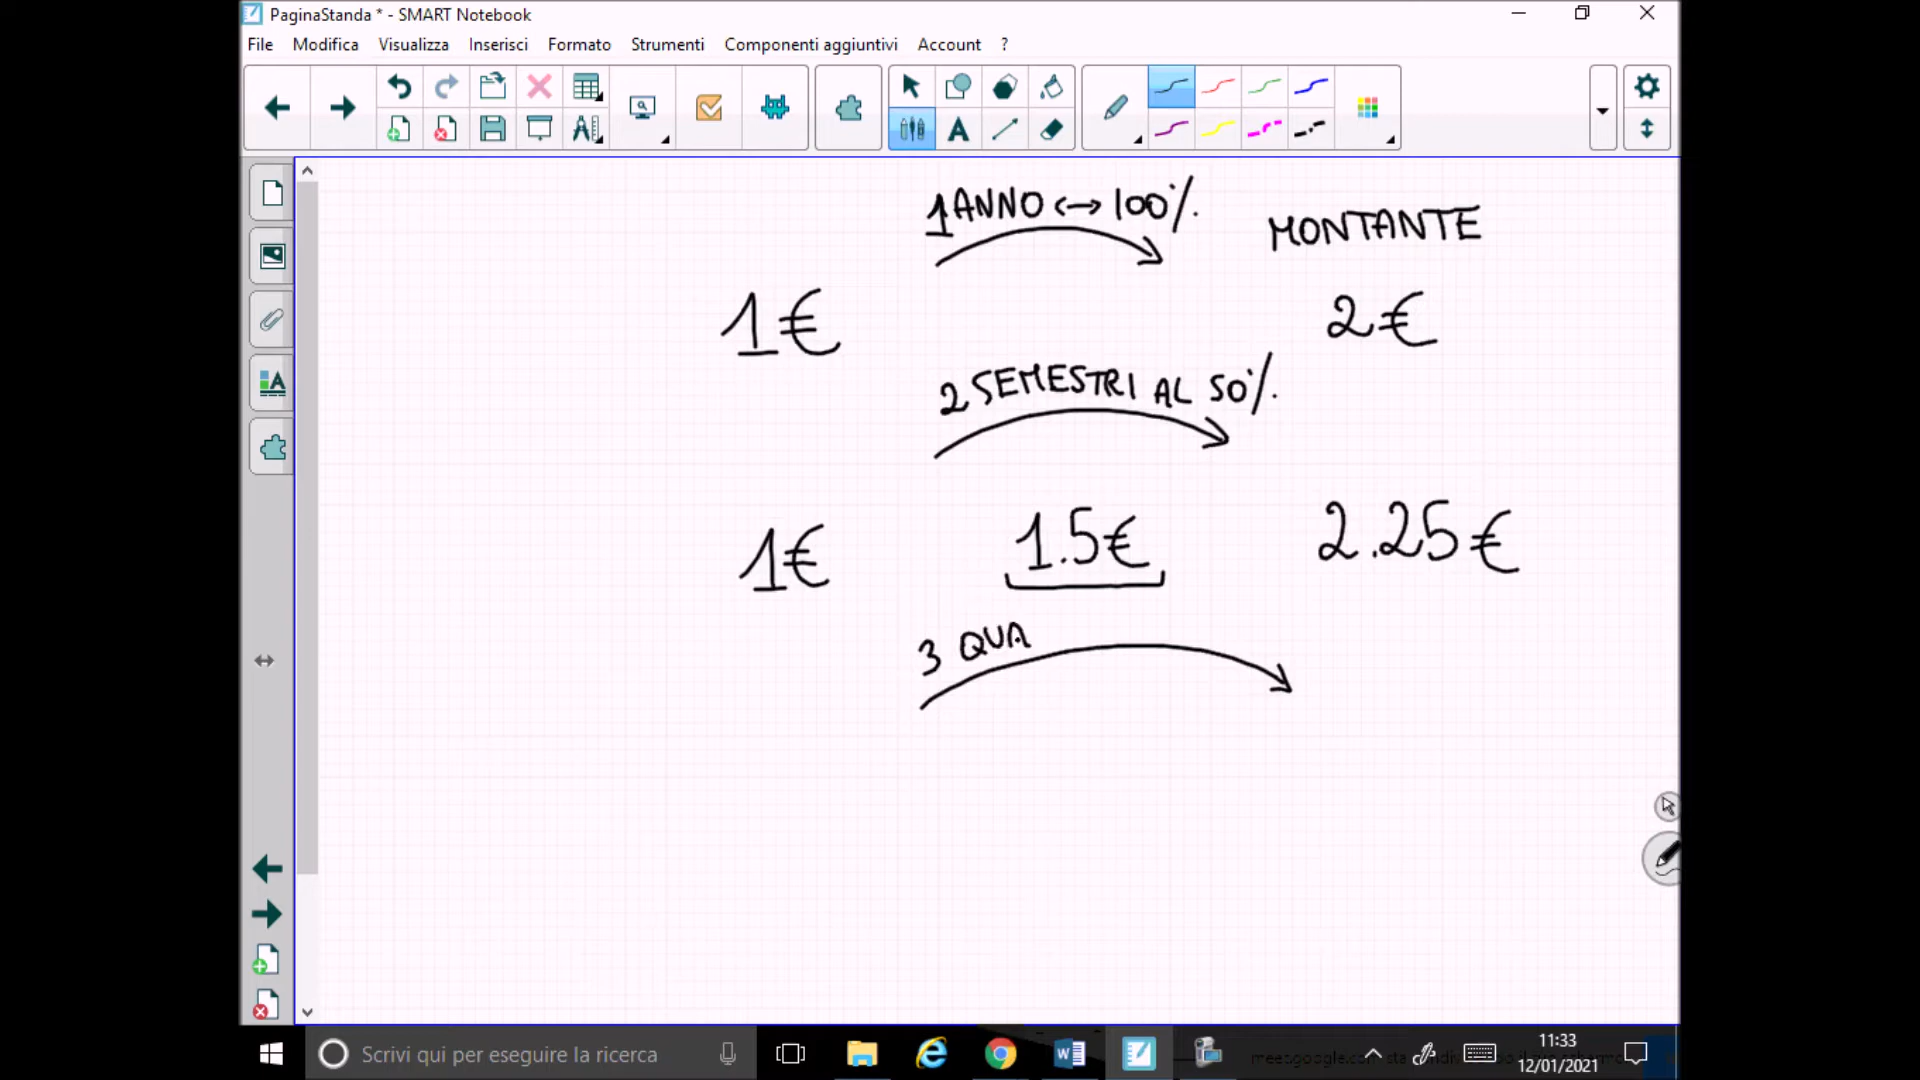 PaginaStanda * - SMART Notebook
File Modifica Visualizza Inserisci Formato Strumenti Componenti aggiuntivi Account ?
1 ANNO ↔ 100%
MONTANTE
1€ 2€
2 SEMESTRI AL 50%
1€ 1.5€ 2.25€
3 QUA
Scrivi qui per eseguire la ricerca
11:33
12/01/2021